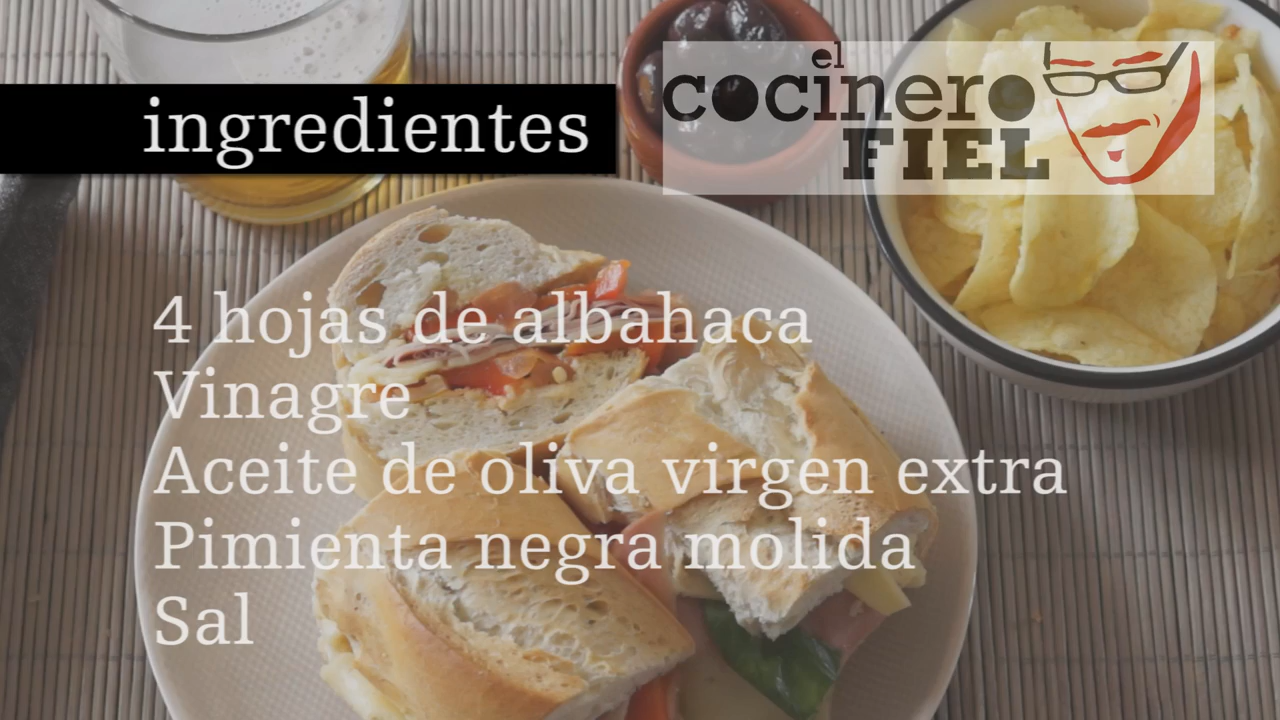 ingredientes
el
cocinero
FIEL
4 hojas de albahaca
Vinagre
Aceite de oliva virgen extra
Pimienta negra molida
Sal